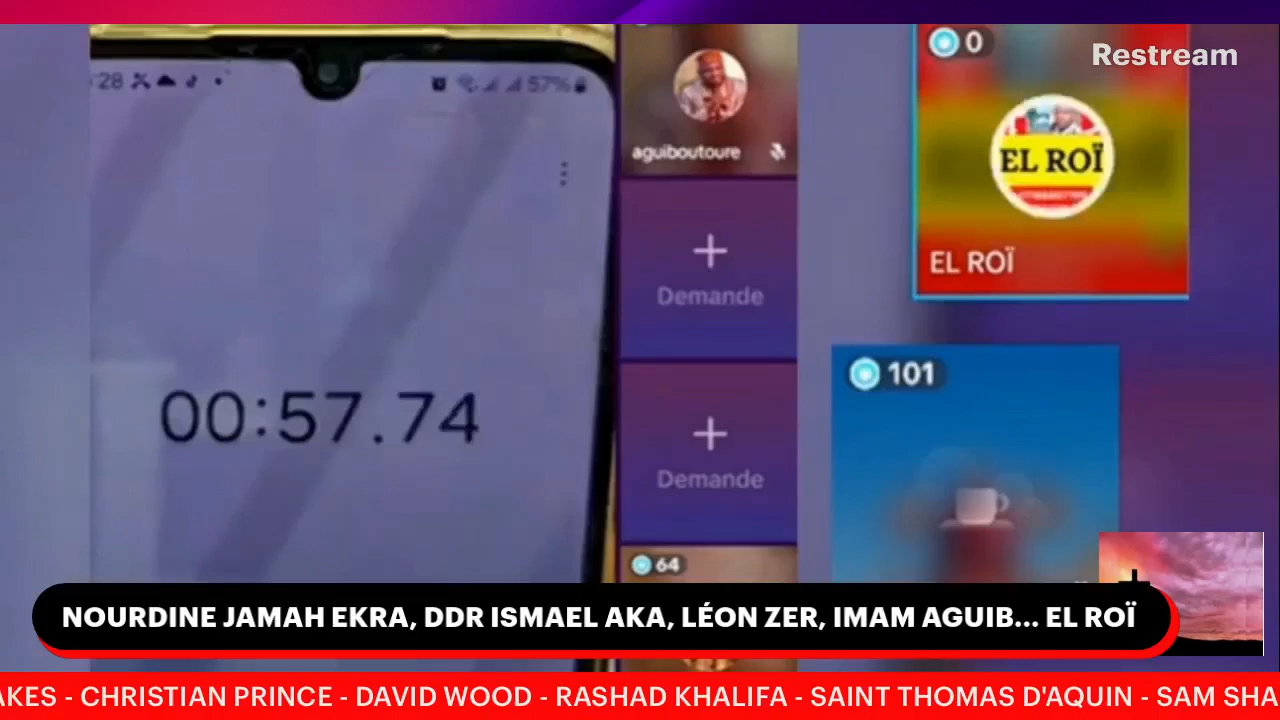 :28
57%
00:57.74
aguiboutoure
Demande
Demande
64
0
Restream
EL ROÏ
EL ROÏ
101
NOURDINE JAMAH EKRA, DDR ISMAEL AKA, LÉON ZER, IMAM AGUIB... EL ROÏ
AKES - CHRISTIAN PRINCE - DAVID WOOD - RASHAD KHALIFA - SAINT THOMAS D'AQUIN - SAM SHA